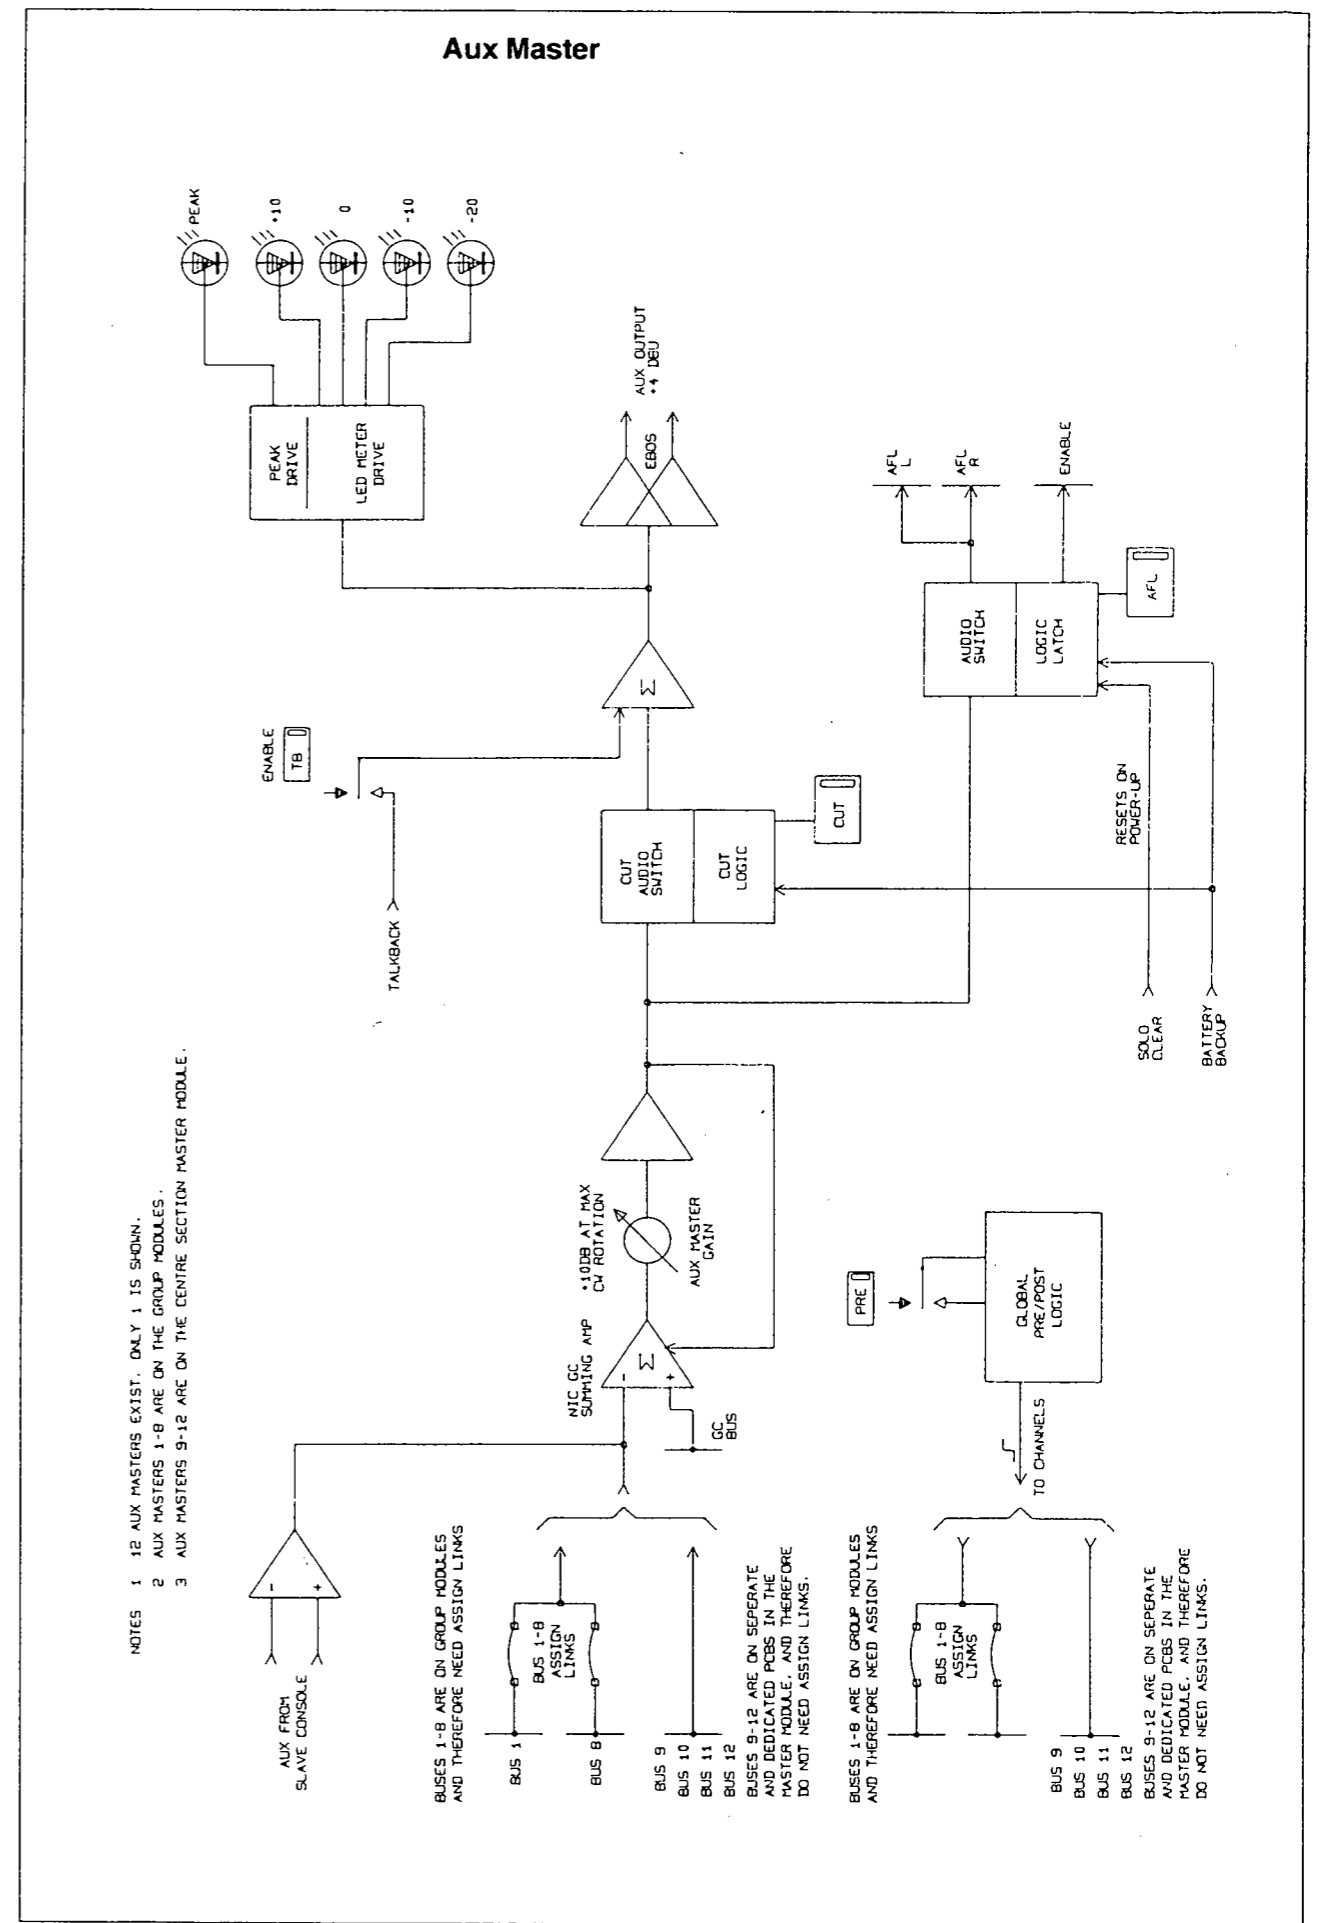 Aux Master
NOTES 1 12 AUX MASTERS EXIST. ONLY 1 IS SHOWN.
2 AUX MASTERS 1-8 ARE ON THE GROUP MODULES.
3 AUX MASTERS 9-12 ARE ON THE CENTRE SECTION MASTER MODULE.
AUX FROM
SLAVE CONSOLE
-
+
BUSES 1-8 ARE ON GROUP MODULES
AND THEREFORE NEED ASSIGN LINKS
BUS 1
BUS 1-8
ASSIGN
LINKS
BUS 8
BUS 9
BUS 10
BUS 11
BUS 12
BUSES 9-12 ARE ON SEPERATE
AND DEDICATED PCBS IN THE
MASTER MODULE, AND THEREFORE
DO NOT NEED ASSIGN LINKS.
NIC GC
SUMMING AMP
-
+
Σ
GC
BUS
+10DB AT MAX
CW ROTATION
AUX MASTER
GAIN
TALKBACK
ENABLE
TB
CUT
AUDIO
SWITCH
CUT
LOGIC
CUT
Σ
PEAK
DRIVE
LED METER
DRIVE
PEAK
+10
0
-10
-20
EBOS
AUX OUTPUT
+4 DBU
AUDIO
SWITCH
LOGIC
LATCH
AFL
AFL
L
AFL
R
ENABLE
RESETS ON
POWER-UP
SOLO
CLEAR
BATTERY
BACKUP
BUSES 1-8 ARE ON GROUP MODULES
AND THEREFORE NEED ASSIGN LINKS
BUS 1-8
ASSIGN
LINKS
BUS 9
BUS 10
BUS 11
BUS 12
BUSES 9-12 ARE ON SEPERATE
AND DEDICATED PCBS IN THE
MASTER MODULE, AND THEREFORE
DO NOT NEED ASSIGN LINKS.
TO CHANNELS
PRE
GLOBAL
PRE/POST
LOGIC